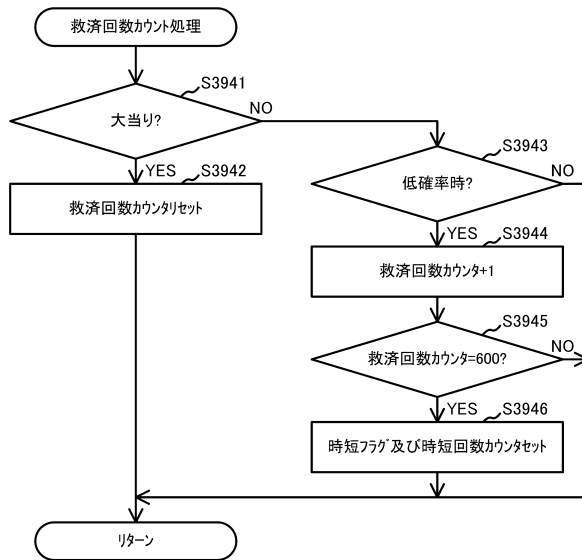 救済回数カウント処理
S3941
大当り?
NO
YES
S3942
救済回数カウンタリセット
S3943
低確率時?
NO
YES
S3944
救済回数カウンタ+1
S3945
救済回数カウンタ=600?
NO
YES
S3946
時短フラグ及び時短回数カウンタセット
リターン